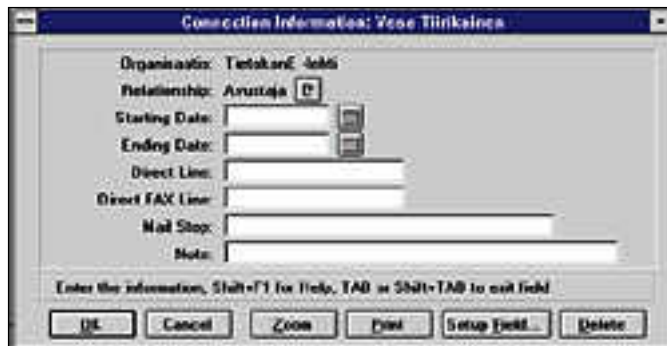 Connection Information: Vesa Tiirikainen
Organisaatio: TietokonE -lehti
Relationship: Avustaja
Starting Date:
Ending Date:
Direct Line:
Direct FAX Line:
Mail Stop:
Note:
Enter the information, Shift+F1 for Help, TAB or Shift+TAB to exit field
OK Cancel Zoom Print Setup Field... Delete